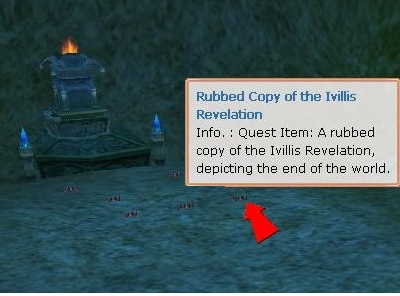 Rubbed Copy of the Ivillis
Revelation
Info. : Quest Item: A rubbed
copy of the Ivillis Revelation,
depicting the end of the world.